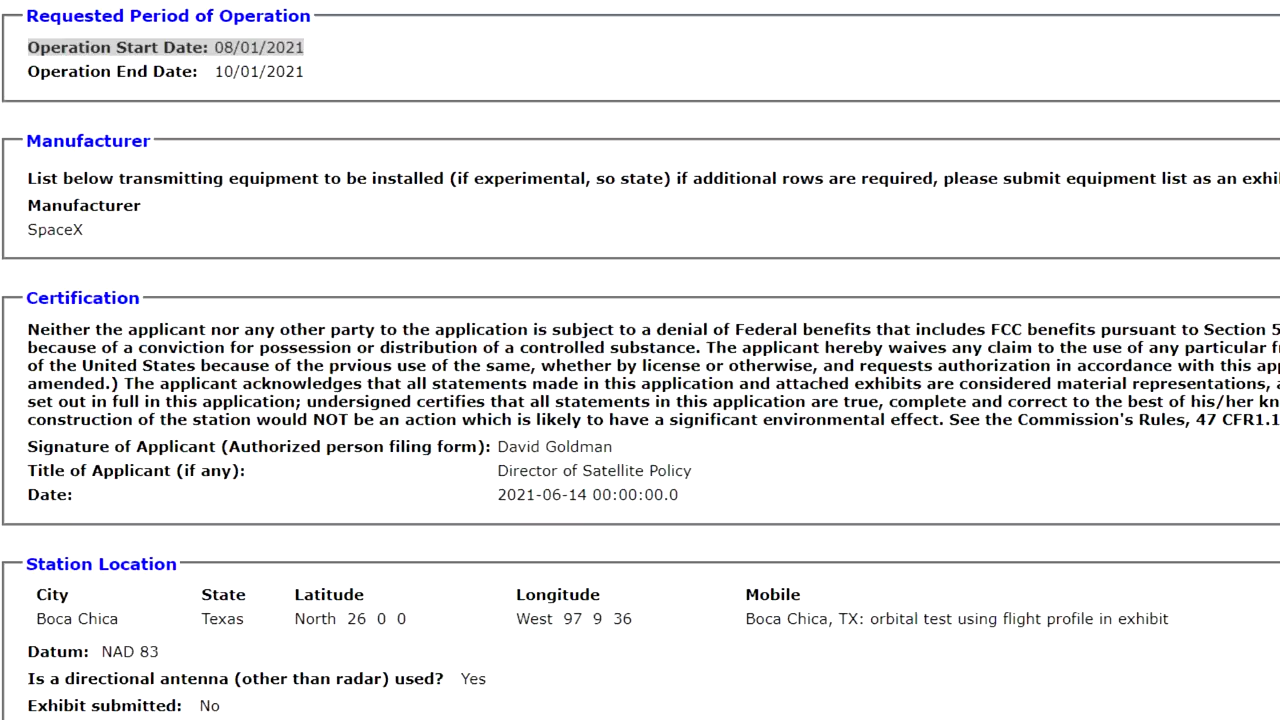 Requested Period of Operation
Operation Start Date: 08/01/2021
Operation End Date: 10/01/2021
Manufacturer
List below transmitting equipment to be installed (if experimental, so state) if additional rows are required, please submit equipment list as an
Manufacturer
SpaceX
Certification
Neither the applicant nor any other party to the application is subject to a denial of Federal benefits that includes FCC benefits pursuant to Section 5
because of a conviction for possession or distribution of a controlled substance. The applicant hereby waives any claim to the use of any particular
of the United States because of the prvious use of the same, whether by license or otherwise, and requests authorization in accordance with this
amended.) The applicant acknowledges that all statements made in this application and attached exhibits are considered material representations,
set out in full in this application; undersigned certifies that all statements in this application are true, complete and correct to the best of his/her
construction of the station would NOT be an action which is likely to have a significant environmental effect. See the Commission's Rules, 47 CFR1.1
Signature of Applicant (Authorized person filing form): David Goldman
Title of Applicant (if any): Director of Satellite Policy
Date: 2021-06-14 00:00:00.0
Station Location
City State Latitude Longitude Mobile
Boca Chica Texas North 26 0 0 West 97 9 36 Boca Chica, TX: orbital test using flight profile in exhibit
Datum: NAD 83
Is a directional antenna (other than radar) used? Yes
Exhibit submitted: No